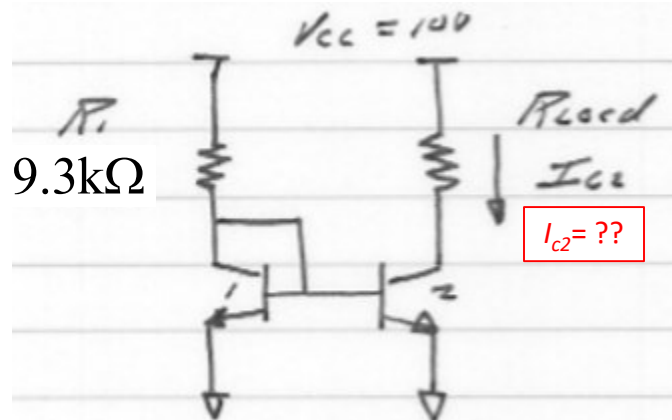 Vcc = 10V
R1
9.3kΩ
RLoad
Ic2
Ic2= ??
1
2